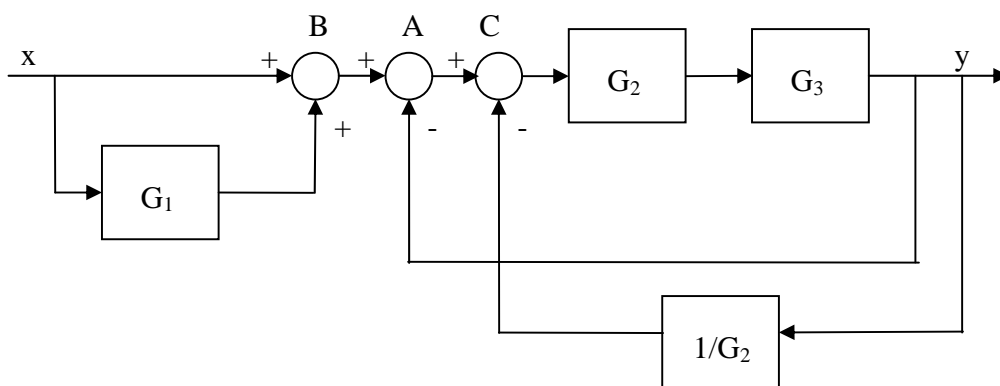 B A C
x + + + y
G₂ G₃
+ - -
G₁
1/G₂